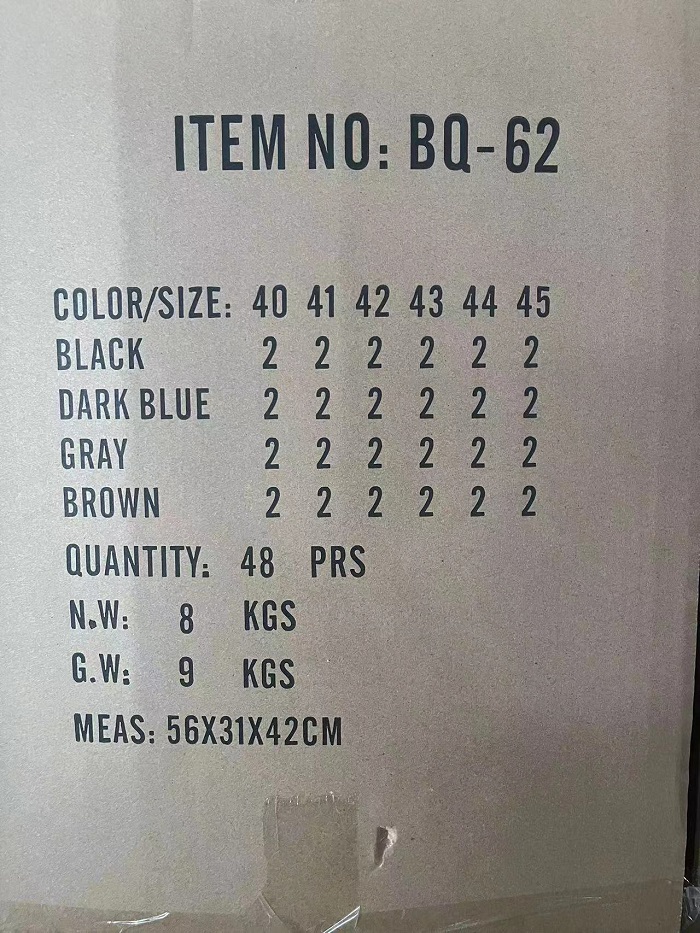 ITEM NO: BQ-62
COLOR/SIZE: 40 41 42 43 44 45
BLACK 2 2 2 2 2 2
DARK BLUE 2 2 2 2 2 2
GRAY 2 2 2 2 2 2
BROWN 2 2 2 2 2 2
QUANTITY: 48 PRS
N.W: 8 KGS
G.W: 9 KGS
MEAS: 56X31X42CM